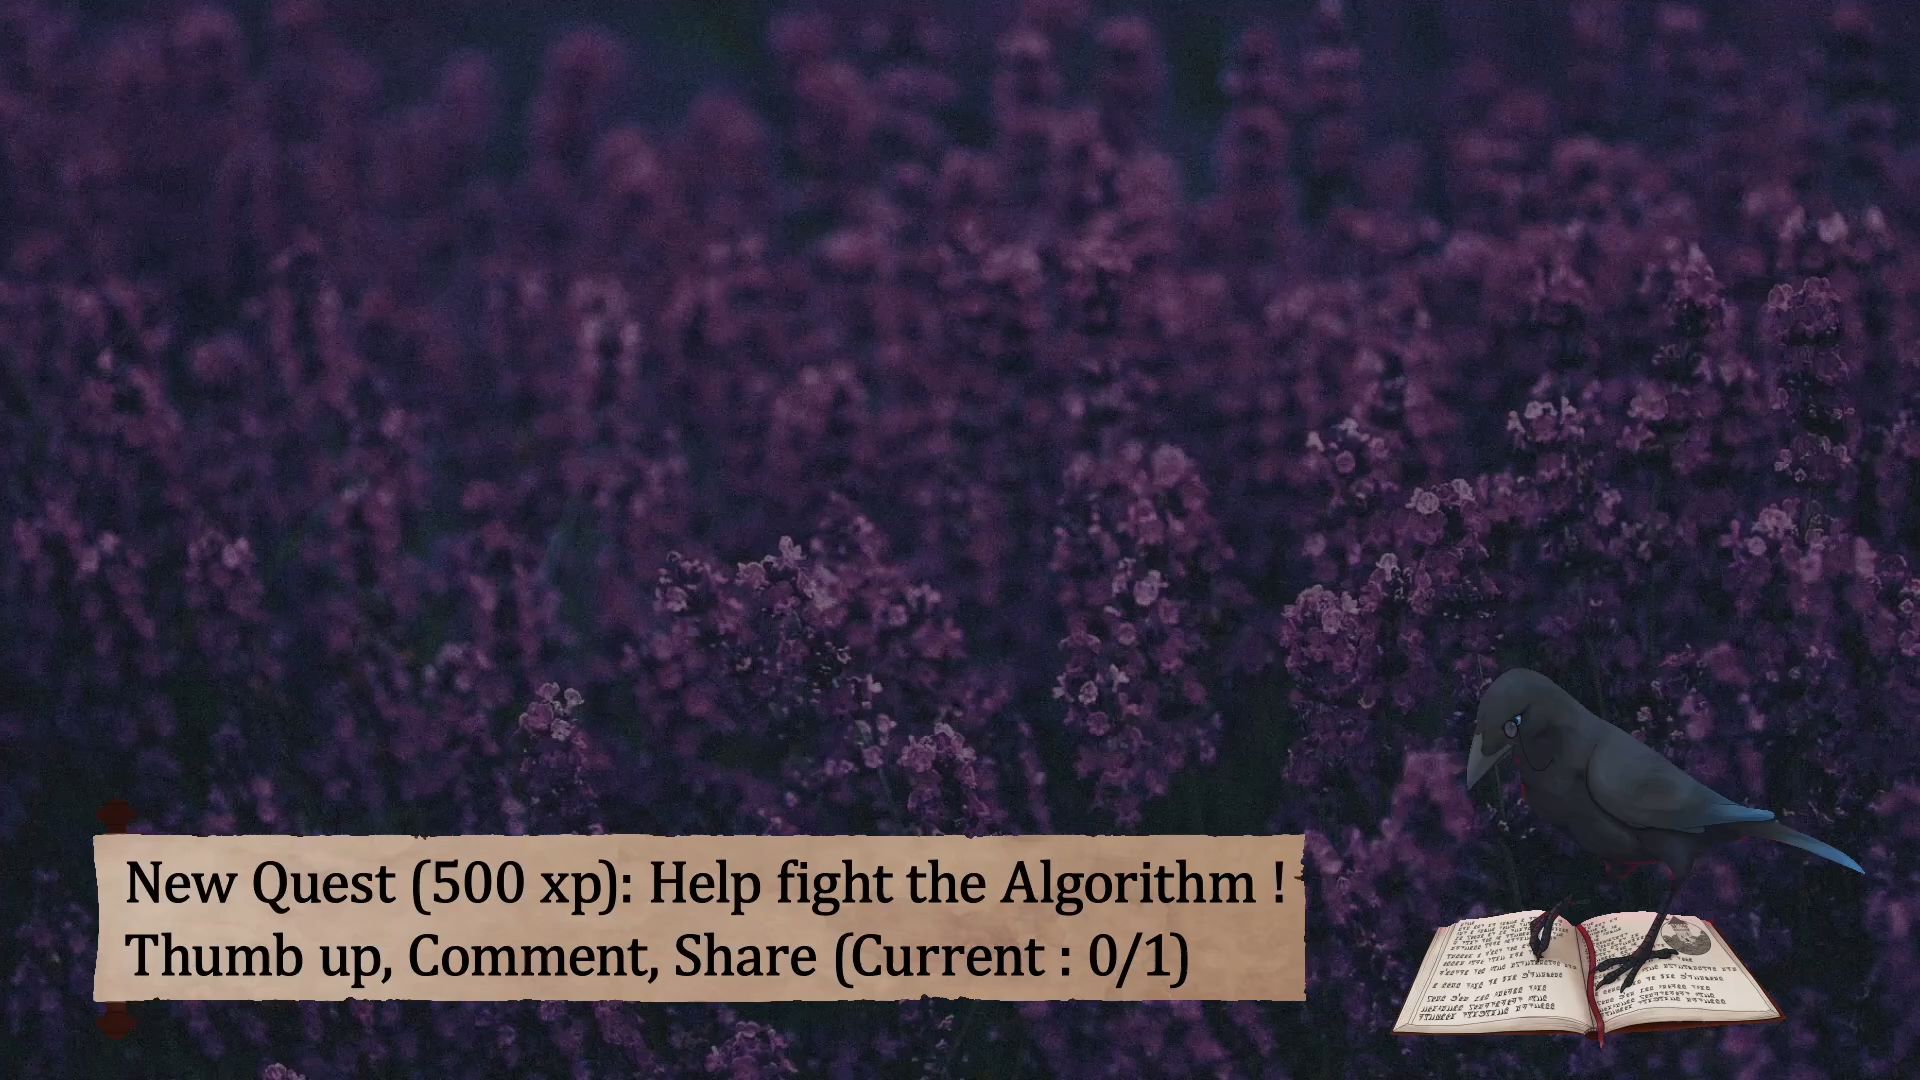 New Quest (500 xp): Help fight the Algorithm !
Thumb up, Comment, Share (Current : 0/1)